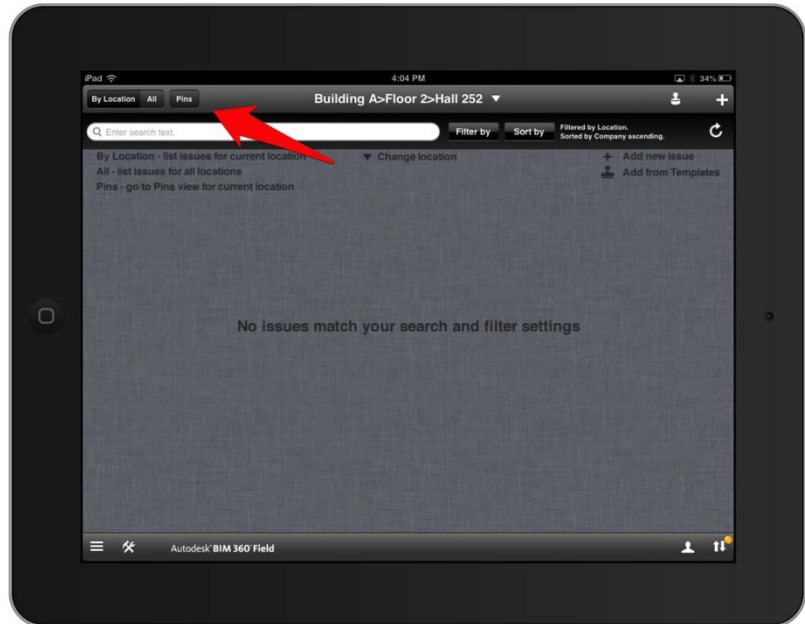 iPad 4:04 PM 34%
By Location All Pins Building A>Floor 2>Hall 252
Enter search text. Filter by Sort by Filtered by Location.
Sorted by Company ascending.
By Location - list issues for current location Change location Add new issue
All - list issues for all locations Add from Templates
Pins - go to Pins view for current location
No issues match your search and filter settings
Autodesk® BIM 360® Field